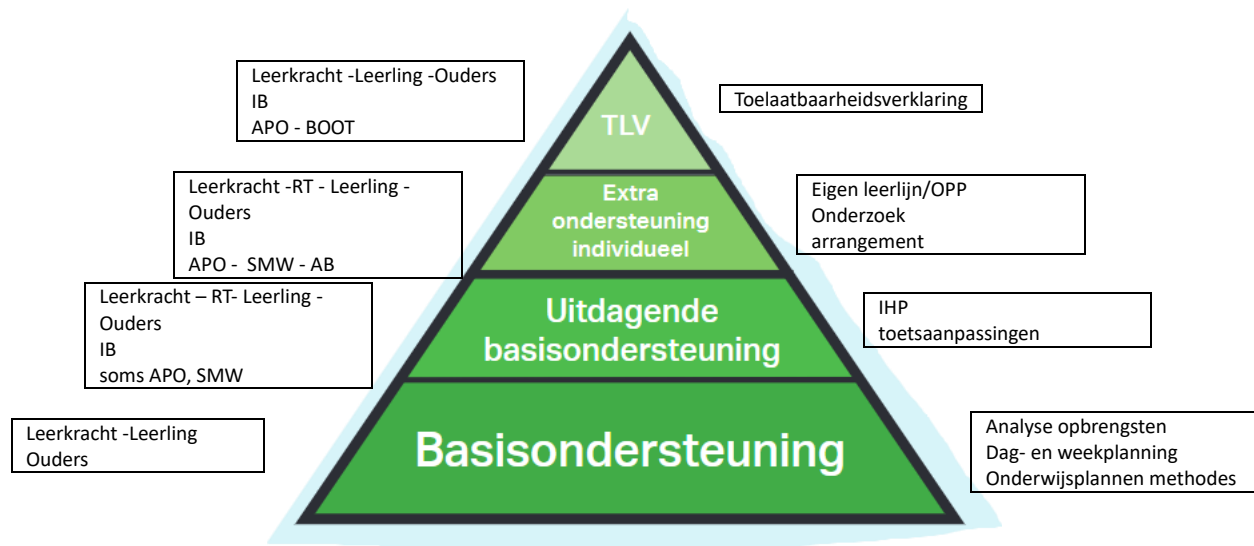 Leerkracht -Leerling -Ouders
IB
APO - BOOT
TLV
Toelaatbaarheidsverklaring
Leerkracht -RT - Leerling -
Ouders
IB
APO -  SMW - AB
Extra
ondersteuning
individueel
Eigen leerlijn/OPP
Onderzoek
arrangement
Leerkracht – RT- Leerling -
Ouders
IB
soms APO, SMW
Uitdagende
basisondersteuning
IHP
toetsaanpassingen
Leerkracht -Leerling
Ouders
Basisondersteuning
Analyse opbrengsten
Dag- en weekplanning
Onderwijsplannen methodes